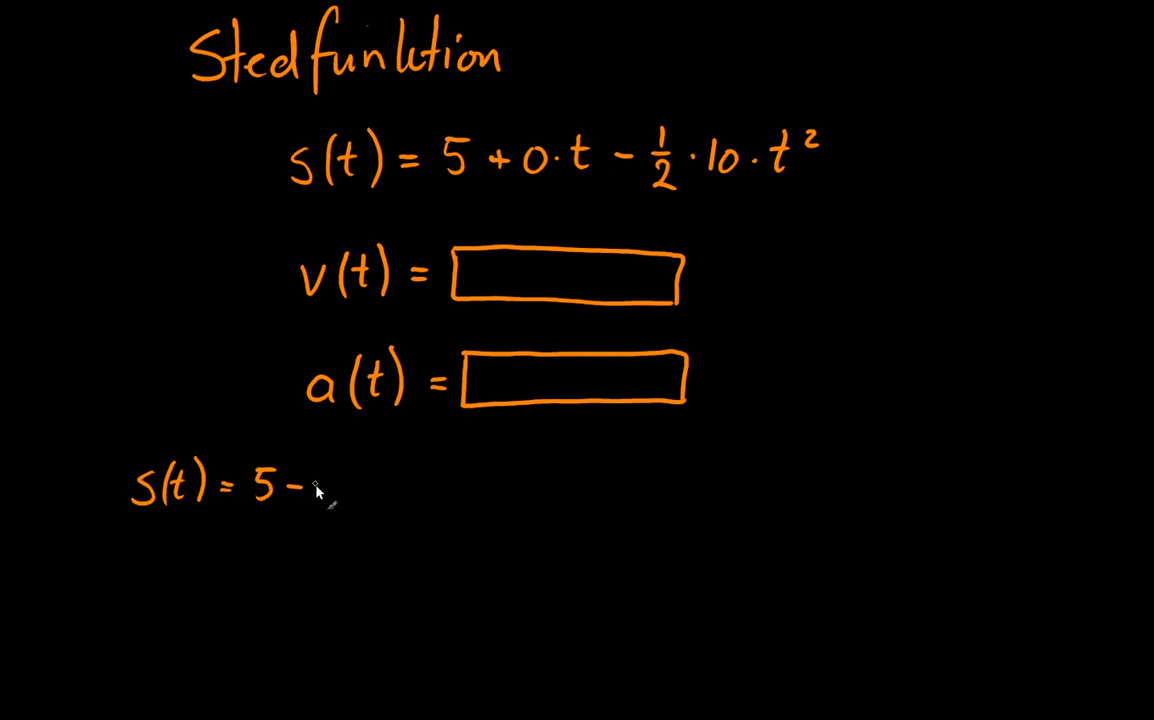 Stedfunktion
s(t) = 5 + 0 · t - ½ · 10 · t²
v(t) =
a(t) =
s(t) = 5 -